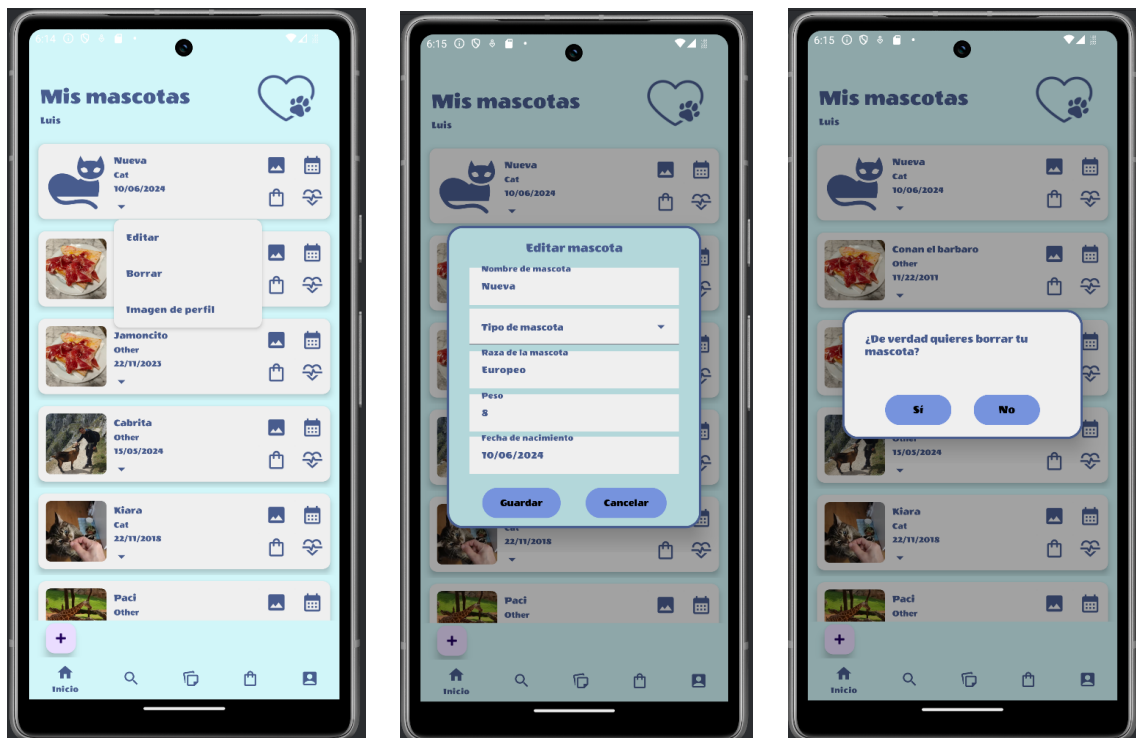 6:14
Mis mascotas
Luis
Nueva
Cat
10/06/2024
Editar
Borrar
Imagen de perfil
Jamoncito
Other
22/11/2023
Cabrita
Other
15/05/2024
Kiara
Cat
22/11/2018
Paci
Other
+
Inicio
6:15
Mis mascotas
Luis
Nueva
Cat
10/06/2024
Editar mascota
Nombre de mascota
Nueva
Tipo de mascota
Raza de la mascota
Europeo
Peso
8
Fecha de nacimiento
10/06/2024
Guardar
Cancelar
Cat
22/11/2018
Paci
Other
+
Inicio
6:15
Mis mascotas
Luis
Nueva
Cat
10/06/2024
Conan el barbaro
Other
11/22/2011
¿De verdad quieres borrar tu
mascota?
Sí
No
Other
15/05/2024
Kiara
Cat
22/11/2018
Paci
Other
+
Inicio